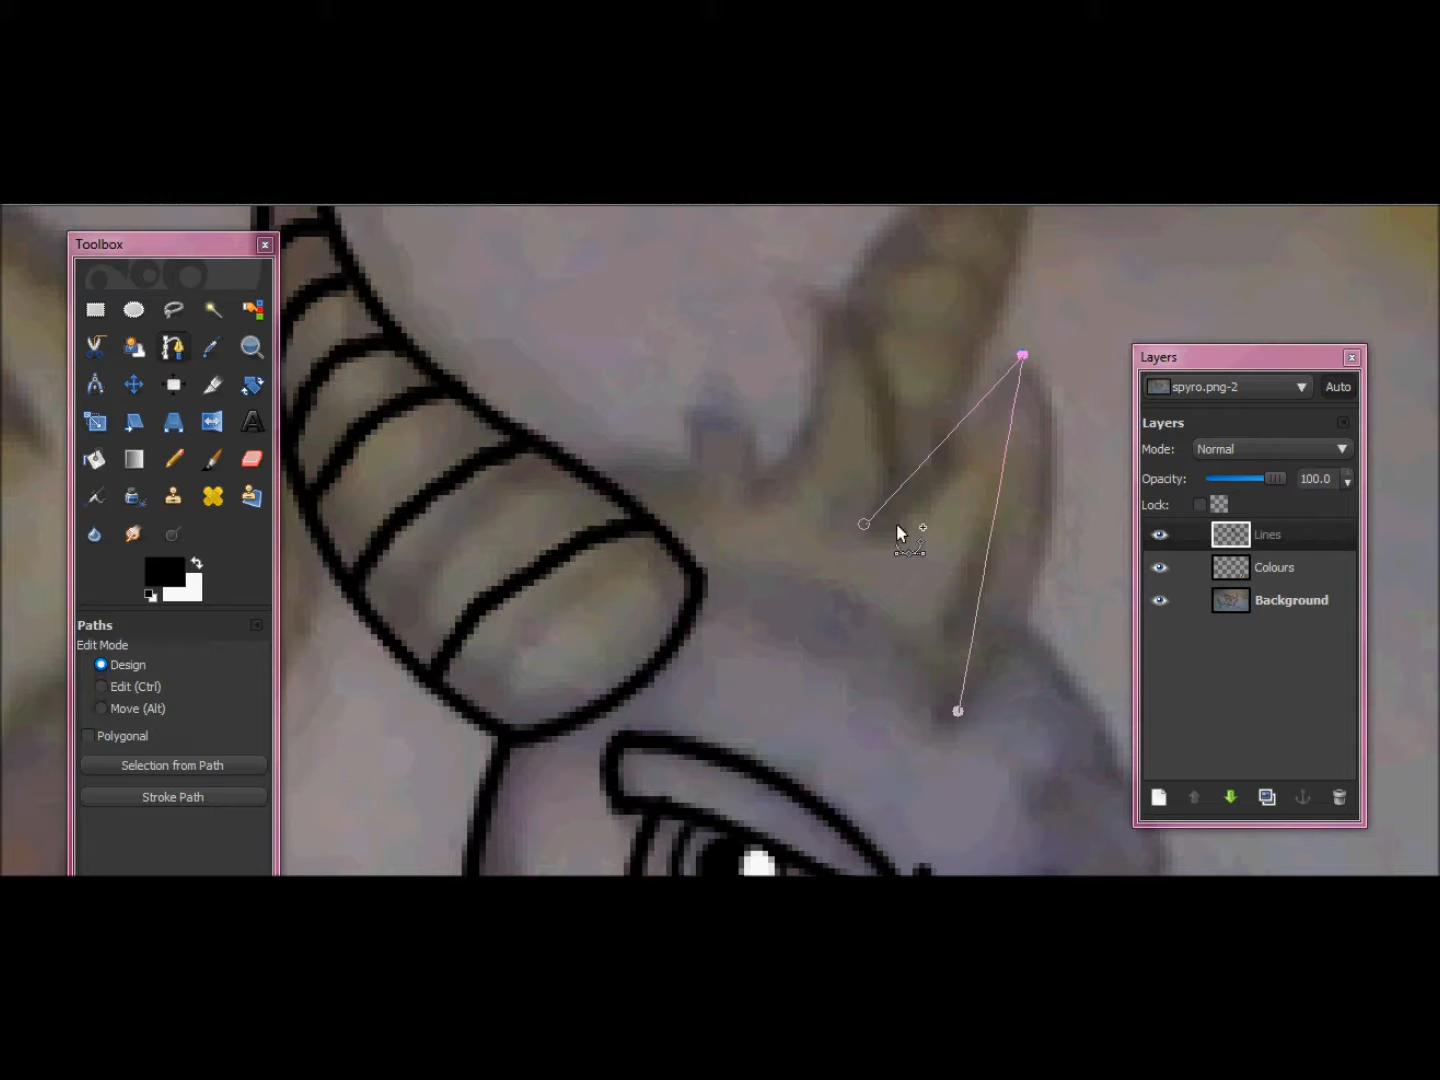 Toolbox
Paths
Edit Mode
Design
Edit (Ctrl)
Move (Alt)
Polygonal
Selection from Path
Stroke Path
Layers
spyro.png-2
Auto
Layers
Mode:
Normal
Opacity:
100.0
Lock:
Lines
Colours
Background